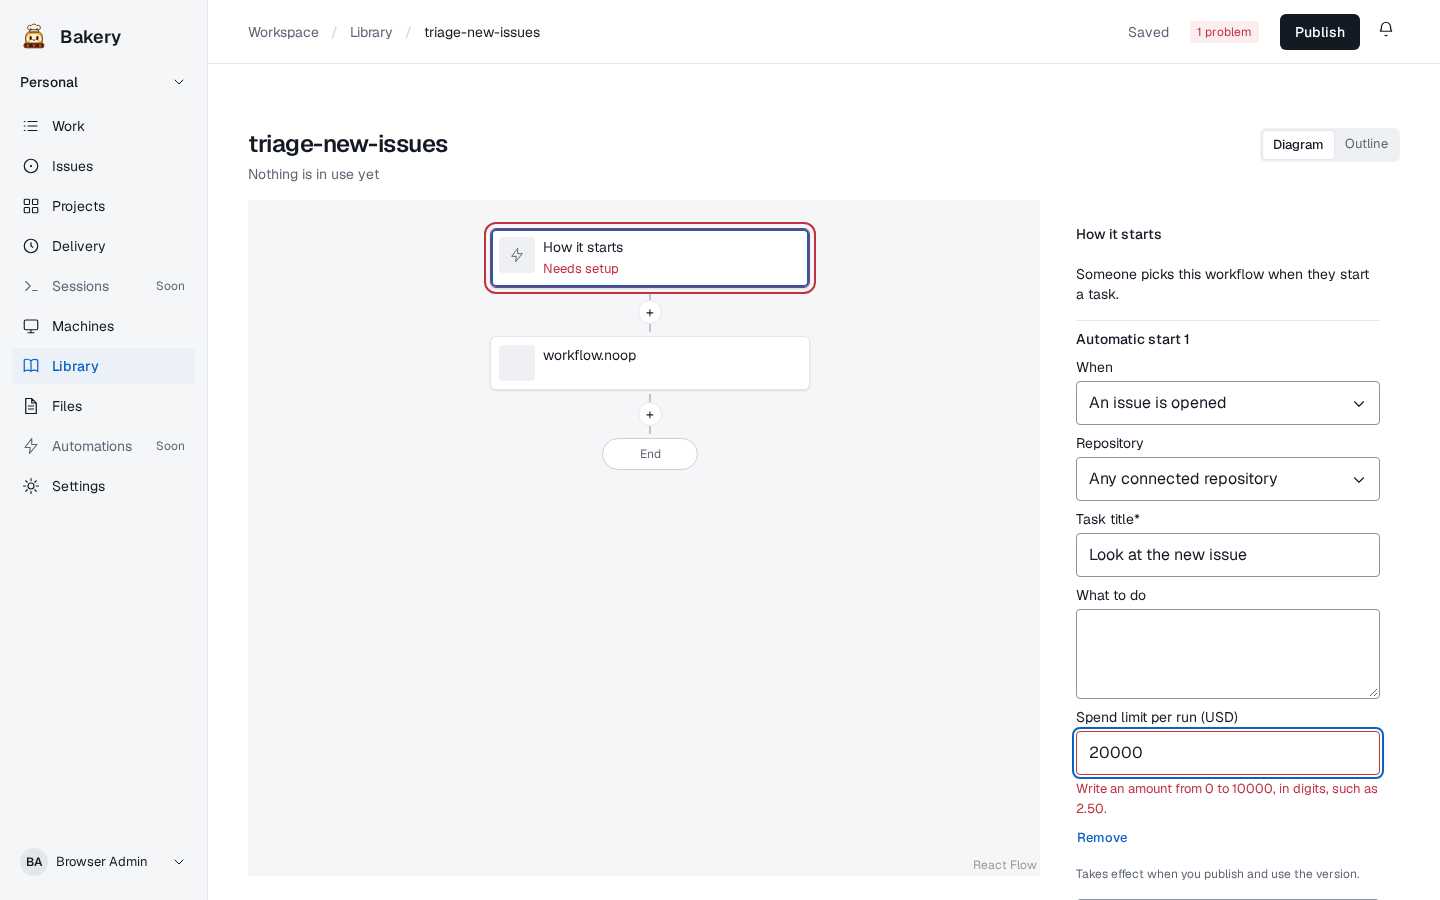 Bakery
Workspace / Library / triage-new-issues
Saved
1 problem
Publish
Personal
Work
Issues
Projects
Delivery
Sessions Soon
Machines
Library
Files
Automations Soon
Settings
BA Browser Admin
triage-new-issues
Nothing is in use yet
Diagram Outline
How it starts
Needs setup
+
workflow.noop
+
End
React Flow
How it starts
Someone picks this workflow when they start
a task.
Automatic start 1
When
An issue is opened
Repository
Any connected repository
Task title*
Look at the new issue
What to do
Spend limit per run (USD)
20000
Write an amount from 0 to 10000, in digits, such as
2.50.
Remove
Takes effect when you publish and use the version.